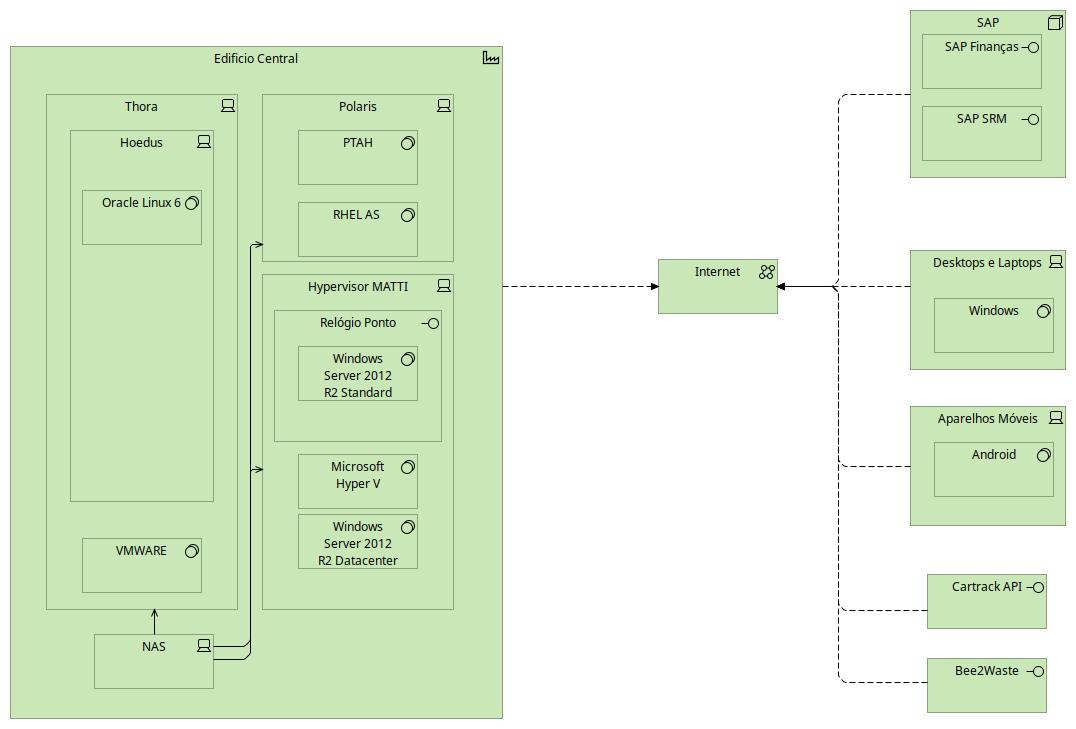 Edificio Central
Thora
Hoedus
Oracle Linux 6
VMWARE
NAS
Polaris
PTAH
RHEL AS
Hypervisor MATTI
Relógio Ponto
Windows
Server 2012
R2 Standard
Microsoft
Hyper V
Windows
Server 2012
R2 Datacenter
Internet
SAP
SAP Finanças
SAP SRM
Desktops e Laptops
Windows
Aparelhos Móveis
Android
Cartrack API
Bee2Waste